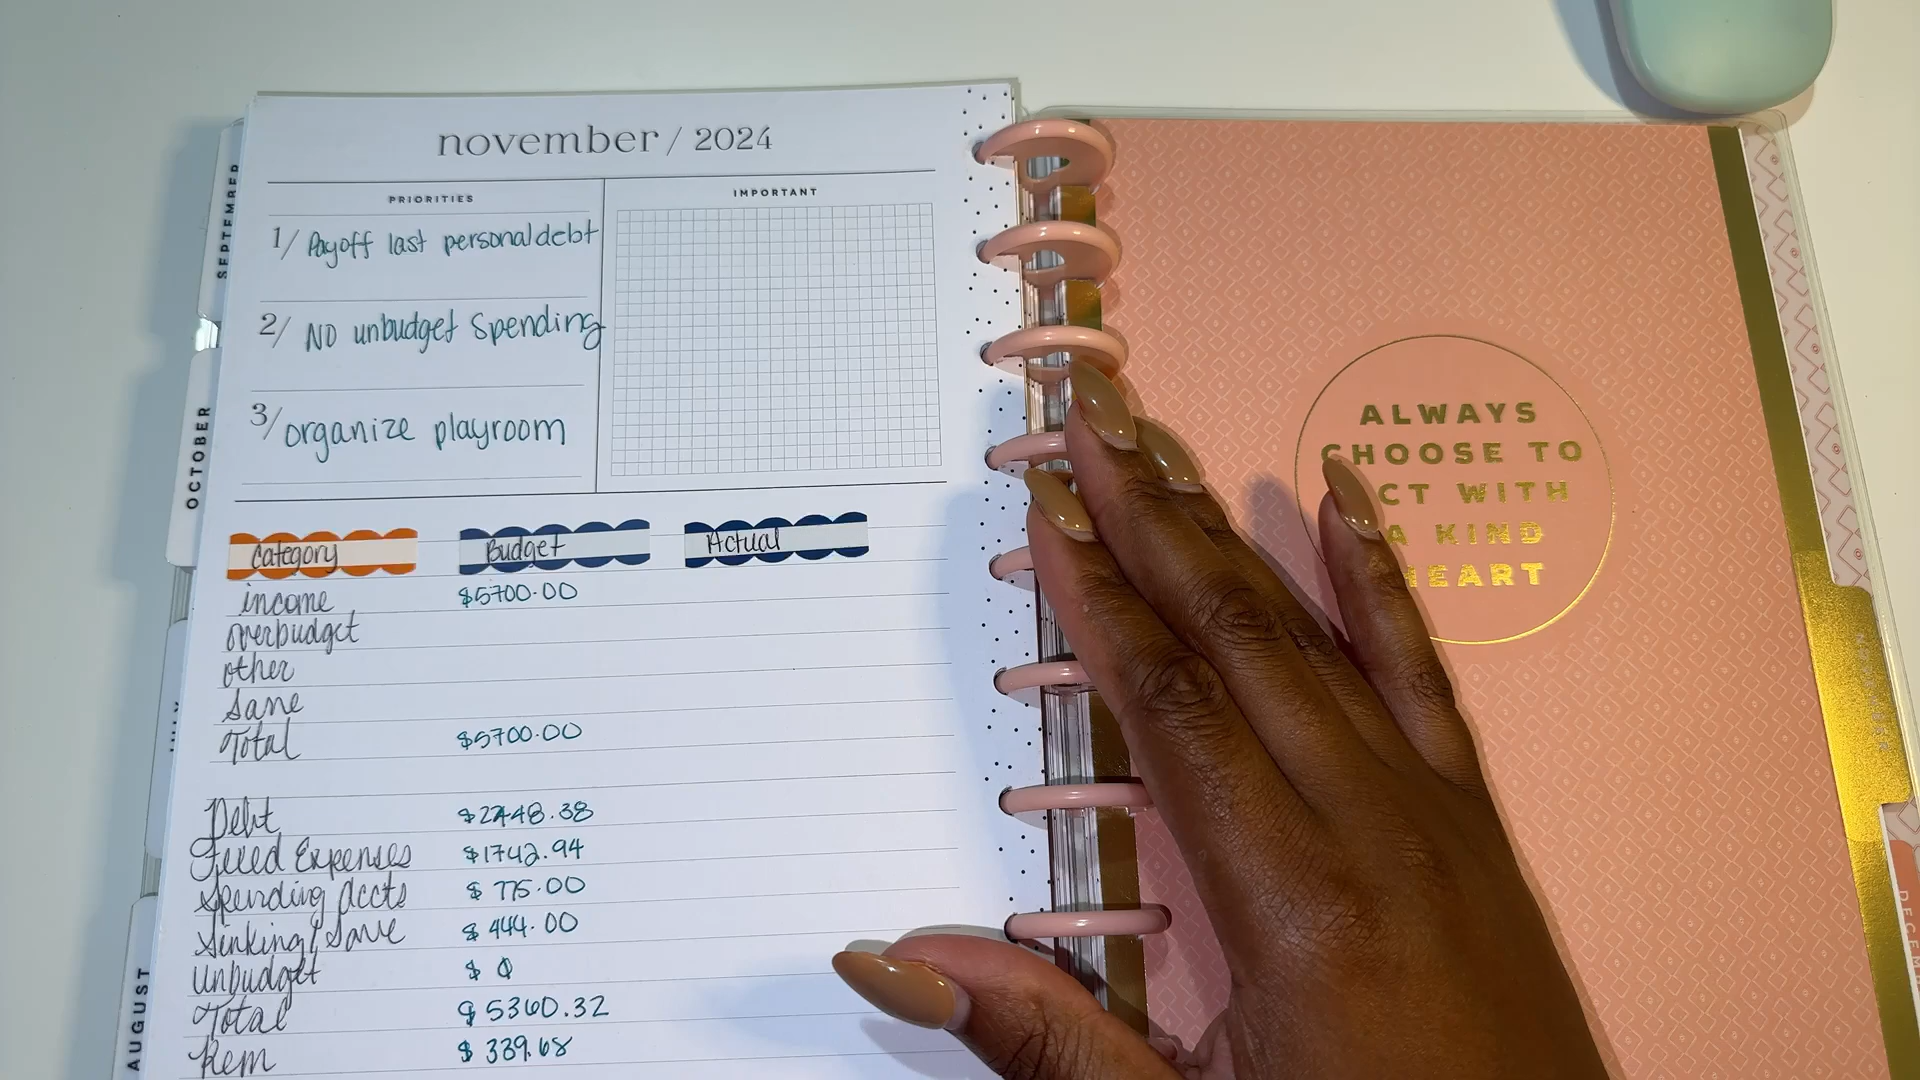 november / 2024
PRIORITIES
1/ Payoff last personal debt
2/ No unbudget Spending
3/ organize playroom
IMPORTANT
Category Budget Actual
income $5700.00
overbudget
other
Sane
Total $5700.00
Debt $2448.38
Fixed Expenses $1742.94
Spending Accts $775.00
Sinking/Save $444.00
Unbudget $0
Total $5360.32
Rem $339.68
SEPTEMBER
OCTOBER
AUGUST
ALWAYS
CHOOSE TO
CT WITH
A KIND
HEART
NOVEMBER
DECEM